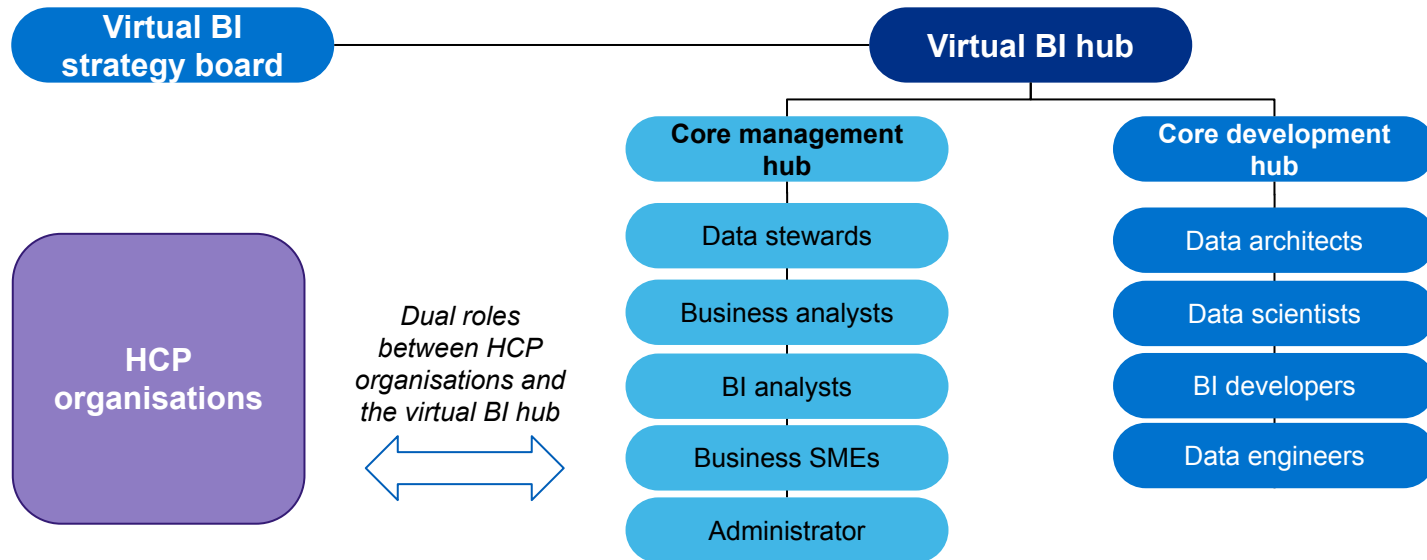 Virtual BI
strategy board
Virtual BI hub
Core management
hub
Core development
hub
Data stewards
Data architects
Business analysts
Data scientists
HCP
organisations
Dual roles
between HCP
organisations and
the virtual BI hub
BI analysts
BI developers
Business SMEs
Data engineers
Administrator